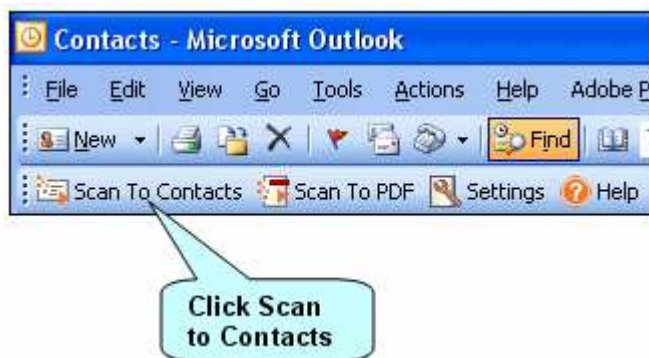 Contacts - Microsoft Outlook
File Edit View Go Tools Actions Help Adobe
New Find
Scan To Contacts Scan To PDF Settings Help
Click Scan
to Contacts